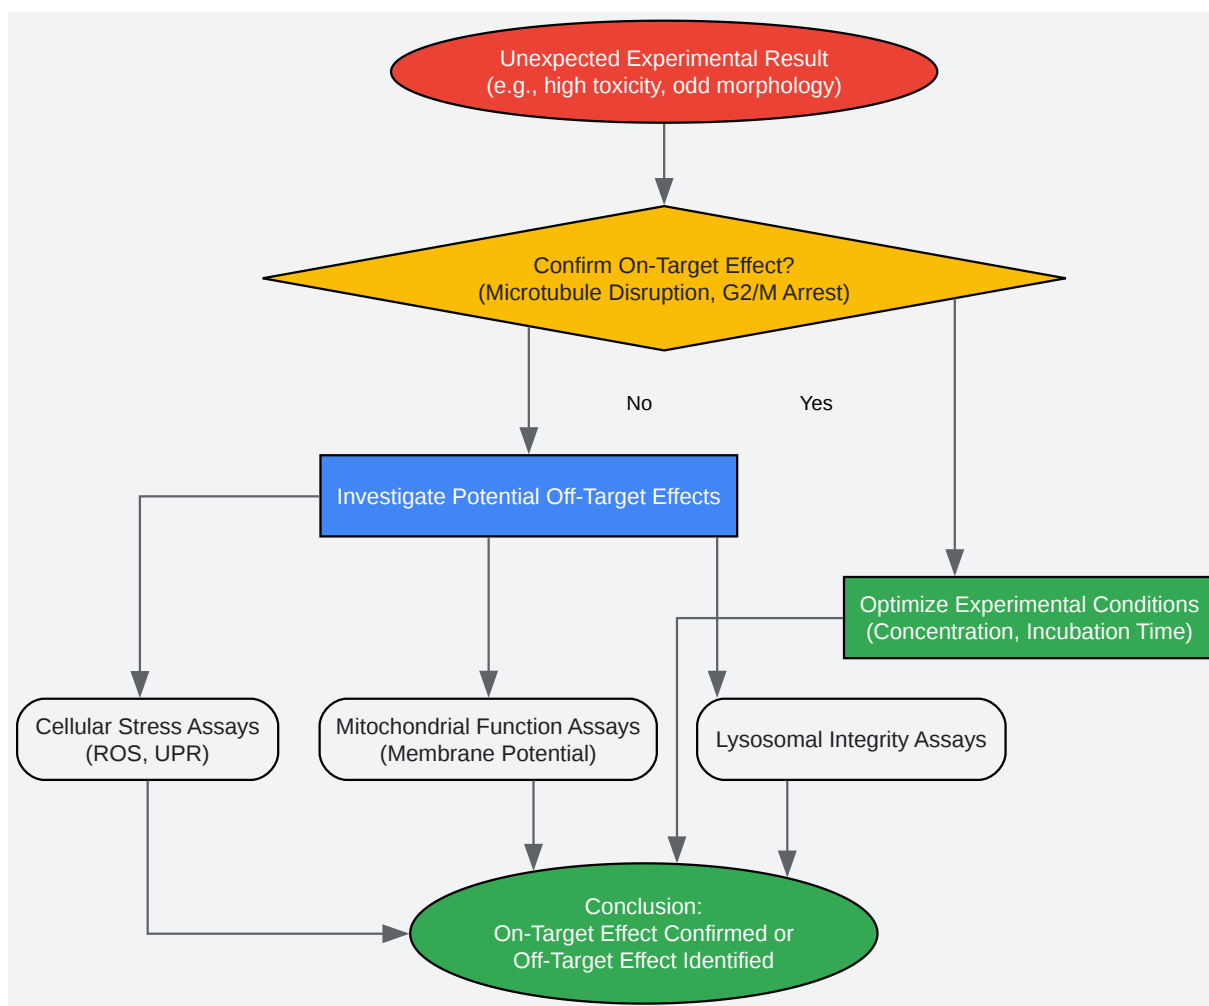 Unexpected Experimental Result
(e.g., high toxicity, odd morphology)
Confirm On-Target Effect?
(Microtubule Disruption, G2/M Arrest)
No
Yes
Investigate Potential Off-Target Effects
Optimize Experimental Conditions
(Concentration, Incubation Time)
Cellular Stress Assays
(ROS, UPR)
Mitochondrial Function Assays
(Membrane Potential)
Lysosomal Integrity Assays
Conclusion:
On-Target Effect Confirmed or
Off-Target Effect Identified